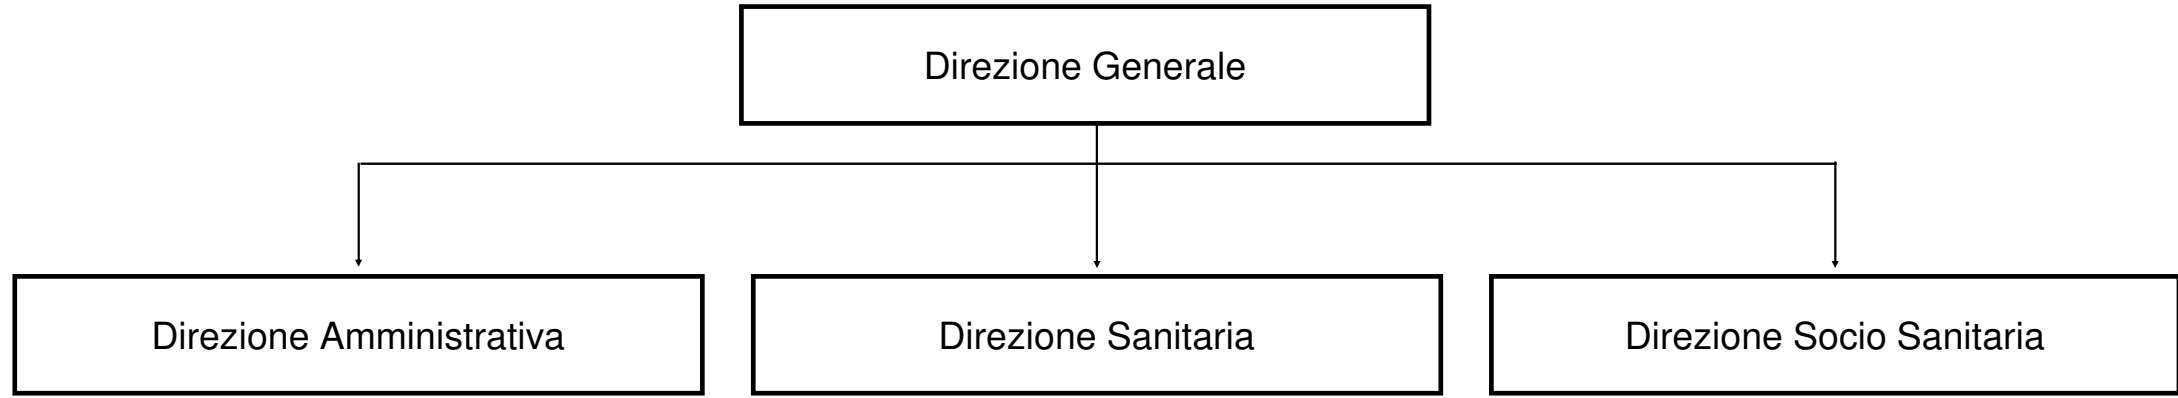 Direzione Generale
Direzione Amministrativa
Direzione Sanitaria
Direzione Socio Sanitaria